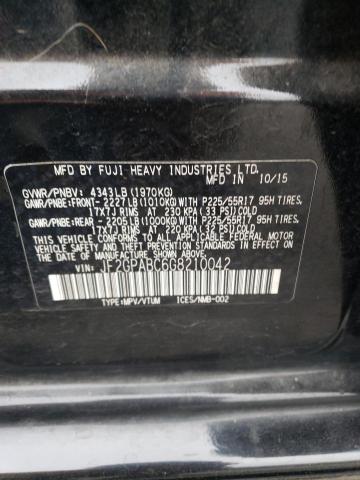 MFD BY FUJI HEAVY INDUSTRIES LTD.
MFD. IN 10/15
GVWR/PNBV: 4343LB(1970KG)
GAWR/PNBE:FRONT-2227LB(1010KG)WITH P225/55R17 95H TIRES,
17X7J RIMS AT 230 KPA(33 PSI)COLD
GAWR/PNBE:REAR -2205LB(1000KG)WITH P225/55R17 95H TIRES,
17X7J RIMS AT 220 KPA(32 PSI)COLD
THIS VEHICLE CONFORMS TO ALL APPLICABLE FEDERAL MOTOR
VEHICLE SAFETY AND
STANDARDS IN EFFECT ON THE DATE OF MANUFACTURE SHOWN ABOVE.
VIN: JF2GPABC6G8210042
TYPE:MPV/VTUM ICES/NMB-002